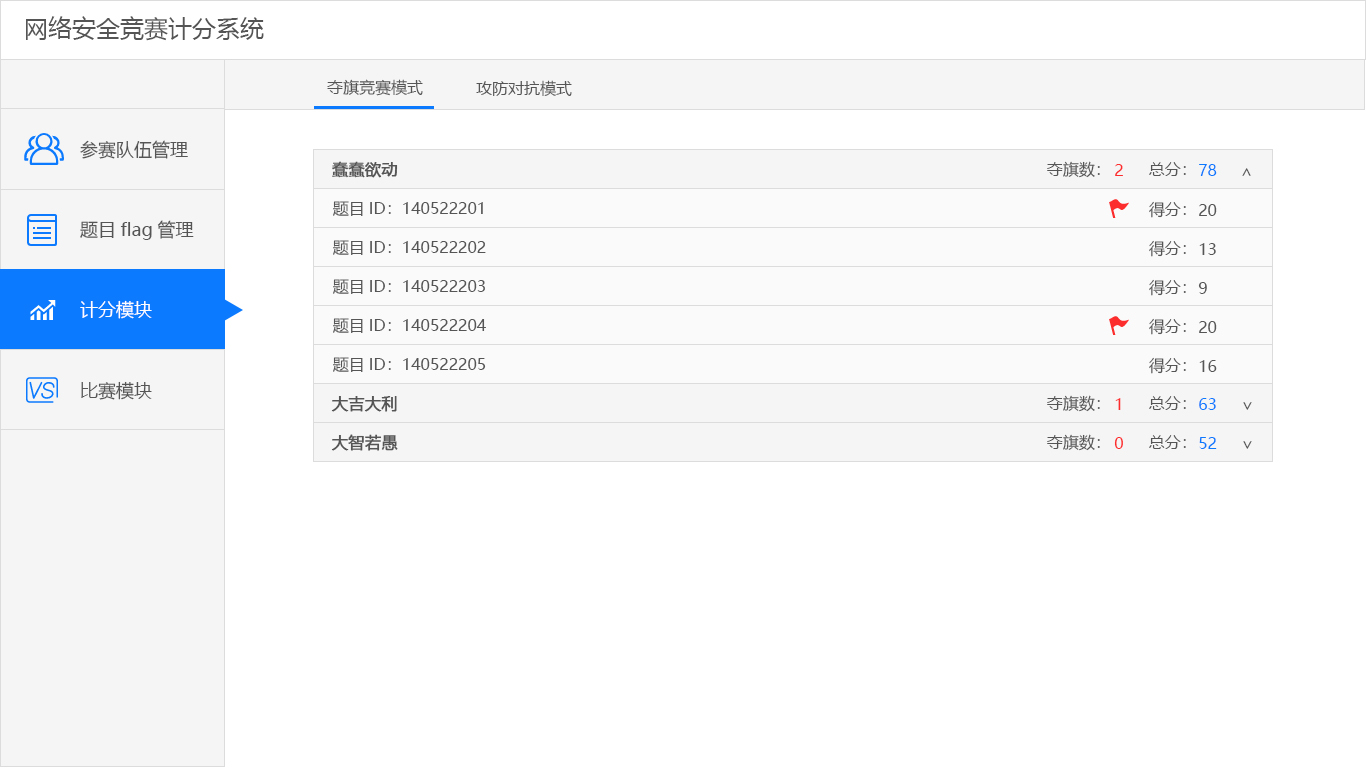 网络安全竞赛计分系统
夺旗竞赛模式 攻防对抗模式
参赛队伍管理
题目 flag 管理
计分模块
VS 比赛模块
蠢蠢欲动 夺旗数： 2 总分： 78
题目 ID： 140522201 得分： 20
题目 ID： 140522202 得分： 13
题目 ID： 140522203 得分： 9
题目 ID： 140522204 得分： 20
题目 ID： 140522205 得分： 16
大吉大利 夺旗数： 1 总分： 63
大智若愚 夺旗数： 0 总分： 52